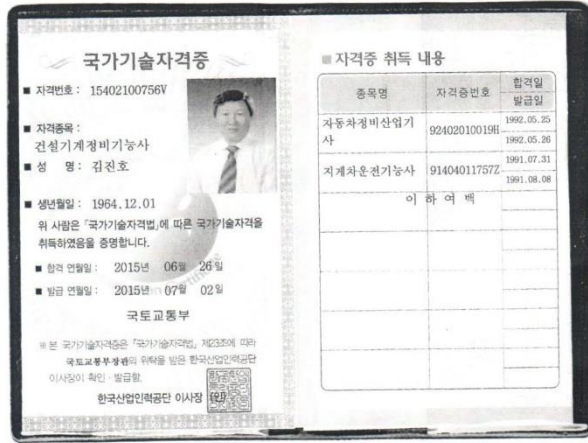 국가기술자격증
■ 자격번호 : 15402100756V
■ 자격종목 :
건설기계정비기능사
■ 성 명 : 김진호
■ 생년월일 : 1964.12.01
위 사람은 「국가기술자격법」에 따른 국가기술자격을
취득하였음을 증명합니다.
■ 합격 연월일 : 2015년 06월 26일
■ 발급 연월일 : 2015년 07월 02일
국토교통부
※ 본 국가기술자격증은 「국가기술자격법」 제23조에 따라
국토교통부장관의 위탁을 받은 한국산업인력공단
이사장이 확인·발급함.
한국산업인력공단 이사장
■ 자격증 취득 내용
종목명 자격증번호 합격일
발급일
자동차정비산업기
사 92402010019H 1992.05.25
1992.05.26
지게차운전기능사 91404011757Z 1991.07.31
1991.08.08
이 하 여 백